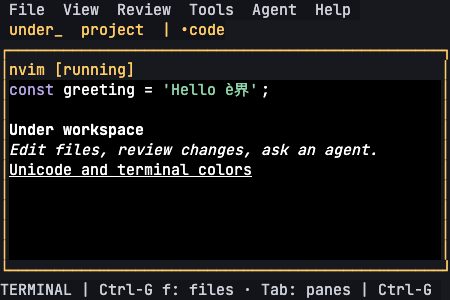 File  View  Review  Tools  Agent  Help
under_  project  | •code
nvim [running]
const greeting = 'Hello è界';
Under workspace
Edit files, review changes, ask an agent.
Unicode and terminal colors
TERMINAL | Ctrl-G f: files · Tab: panes | Ctrl-G